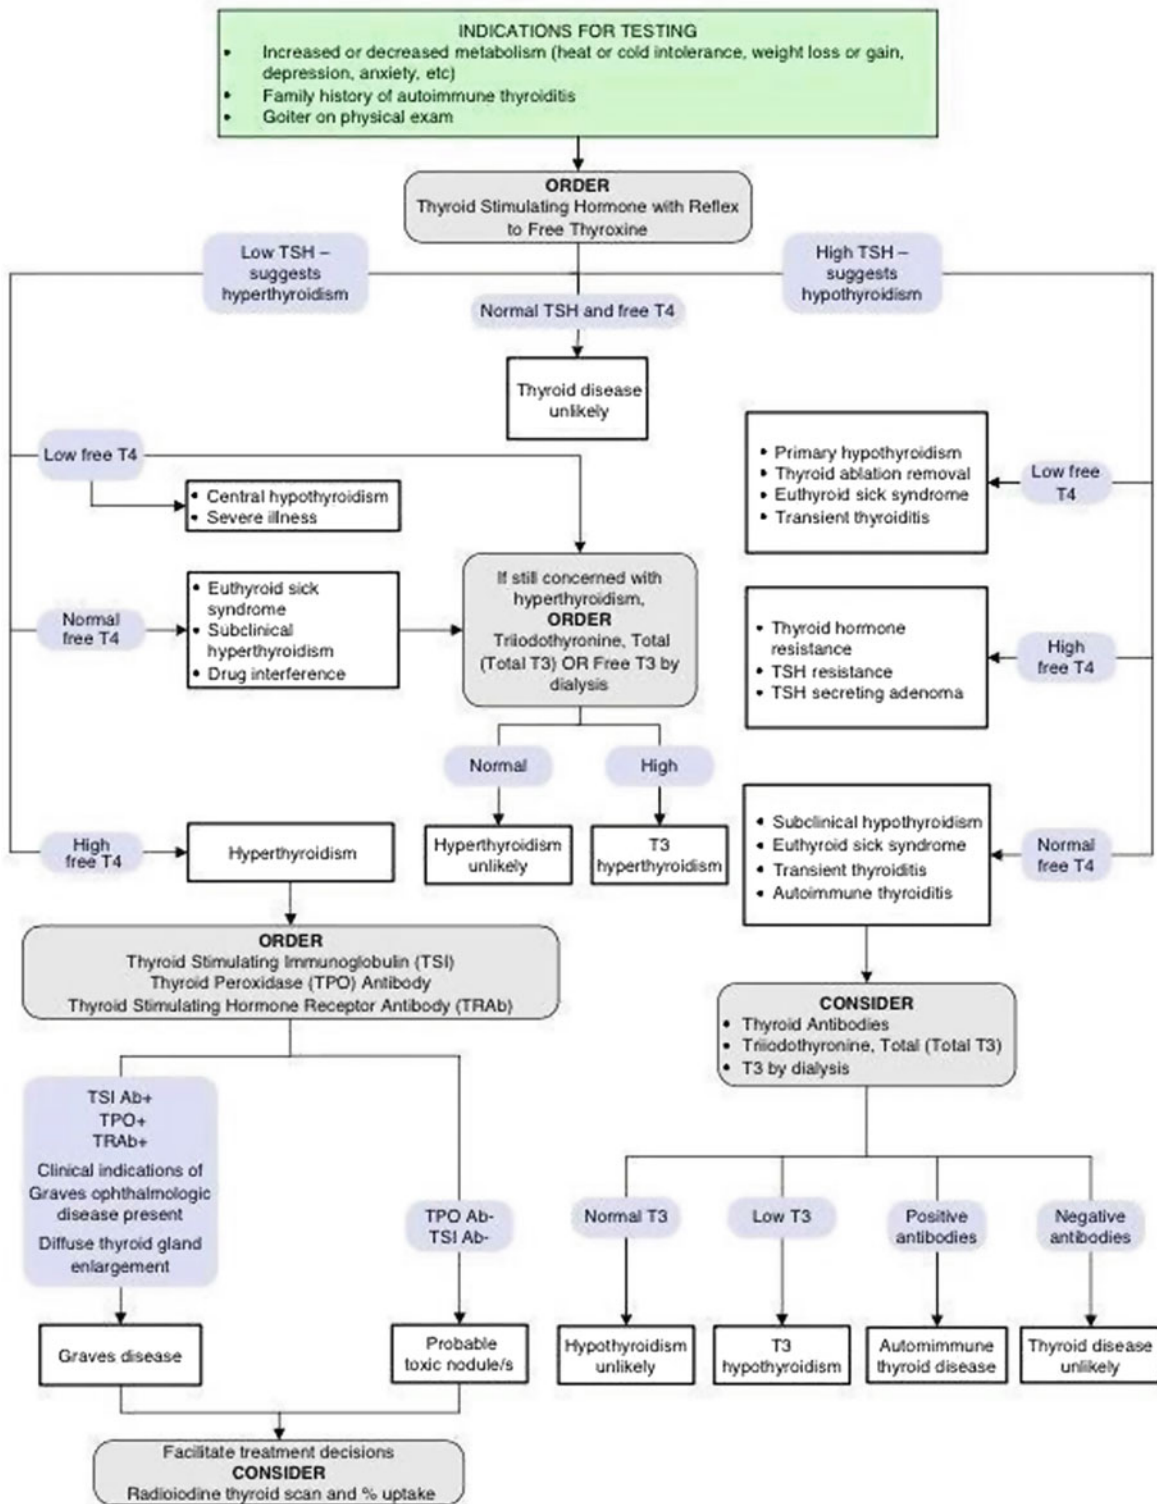 INDICATIONS FOR TESTING
• Increased or decreased metabolism (heat or cold intolerance, weight loss or gain,
depression, anxiety, etc)
• Family history of autoimmune thyroiditis
• Goiter on physical exam
ORDER
Thyroid Stimulating Hormone with Reflex
to Free Thyroxine
Low TSH –
suggests
hyperthyroidism
Normal TSH and free T4
High TSH –
suggests
hypothyroidism
Thyroid disease
unlikely
Low free T4
• Central hypothyroidism
• Severe illness
Normal
free T4
• Euthyroid sick
syndrome
• Subclinical
hyperthyroidism
• Drug interference
If still concerned with
hyperthyroidism,
ORDER
Triiodothyronine, Total
(Total T3) OR Free T3 by
dialysis
Normal
High
Hyperthyroidism
unlikely
T3
hyperthyroidism
High
free T4
Hyperthyroidism
• Primary hypothyroidism
• Thyroid ablation removal
• Euthyroid sick syndrome
• Transient thyroiditis
Low free
T4
• Thyroid hormone
resistance
• TSH resistance
• TSH secreting adenoma
High
free T4
• Subclinical hypothyroidism
• Euthyroid sick syndrome
• Transient thyroiditis
• Autoimmune thyroiditis
Normal
free T4
ORDER
Thyroid Stimulating Immunoglobulin (TSI)
Thyroid Peroxidase (TPO) Antibody
Thyroid Stimulating Hormone Receptor Antibody (TRAb)
TSI Ab+
TPO+
TRAb+
Clinical indications of
Graves ophthalmologic
disease present
Diffuse thyroid gland
enlargement
TPO Ab-
TSI Ab-
Graves disease
Probable
toxic nodule/s
Facilitate treatment decisions
CONSIDER
Radioiodine thyroid scan and % uptake
CONSIDER
• Thyroid Antibodies
• Triiodothyronine, Total (Total T3)
• T3 by dialysis
Normal T3
Low T3
Positive
antibodies
Negative
antibodies
Hypothyroidism
unlikely
T3
hypothyroidism
Automimmune
thyroid disease
Thyroid disease
unlikely